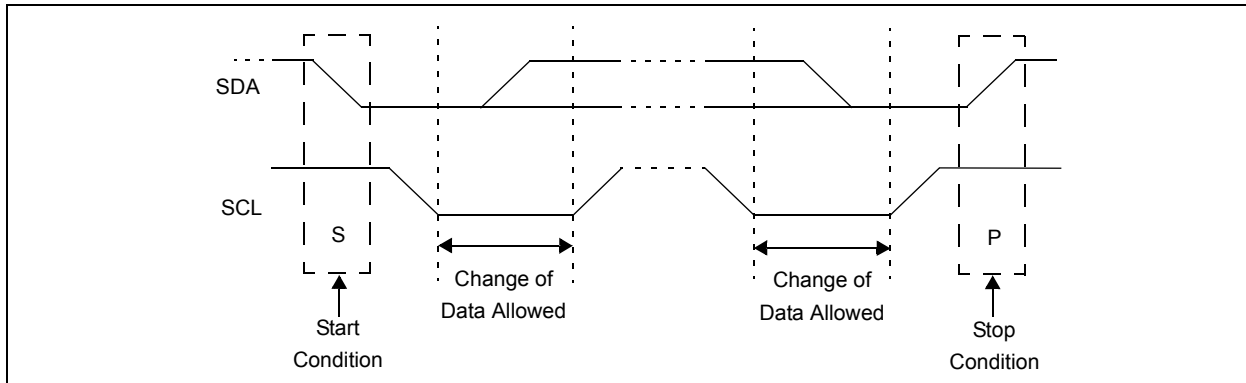 SDA
SCL
S
P
Change of
Data Allowed
Change of
Data Allowed
Start
Condition
Stop
Condition